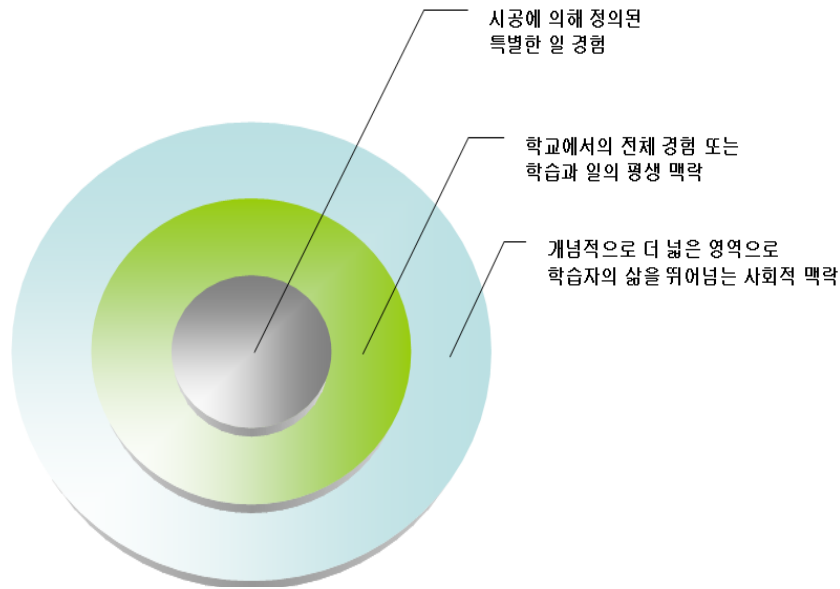 시공에 의해 정의된
특별한 일 경험
학교에서의 전체 경험 또는
학습과 일의 평생 맥락
개념적으로 더 넓은 영역으로
학습자의 삶을 뛰어넘는 사회적 맥락